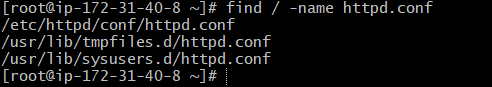 [root@ip-172-31-40-8 ~]# find / -name httpd.conf
/etc/httpd/conf/httpd.conf
/usr/lib/tmpfiles.d/httpd.conf
/usr/lib/sysusers.d/httpd.conf
[root@ip-172-31-40-8 ~]#